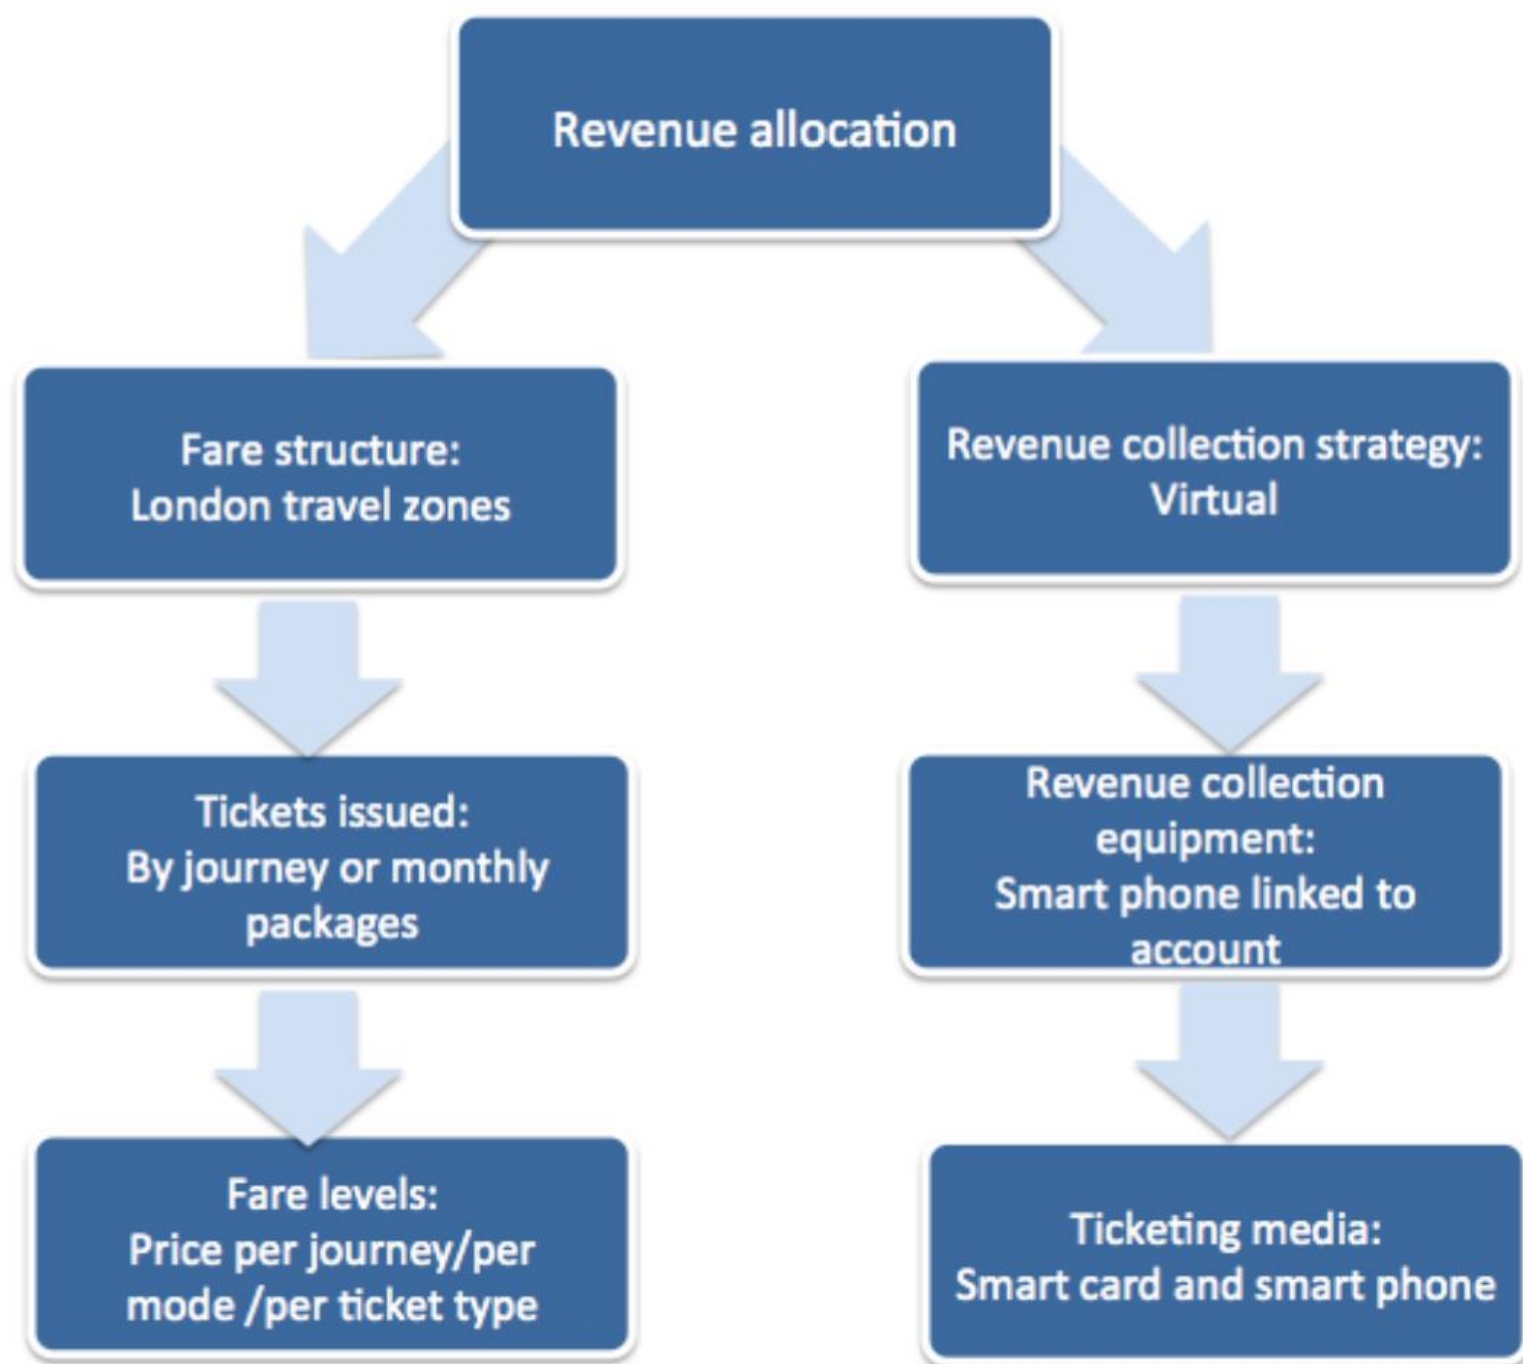 Revenue allocation
Fare structure:
London travel zones
Tickets issued:
By journey or monthly
packages
Fare levels:
Price per journey/per
mode /per ticket type
Revenue collection strategy:
Virtual
Revenue collection
equipment:
Smart phone linked to
account
Ticketing media:
Smart card and smart phone